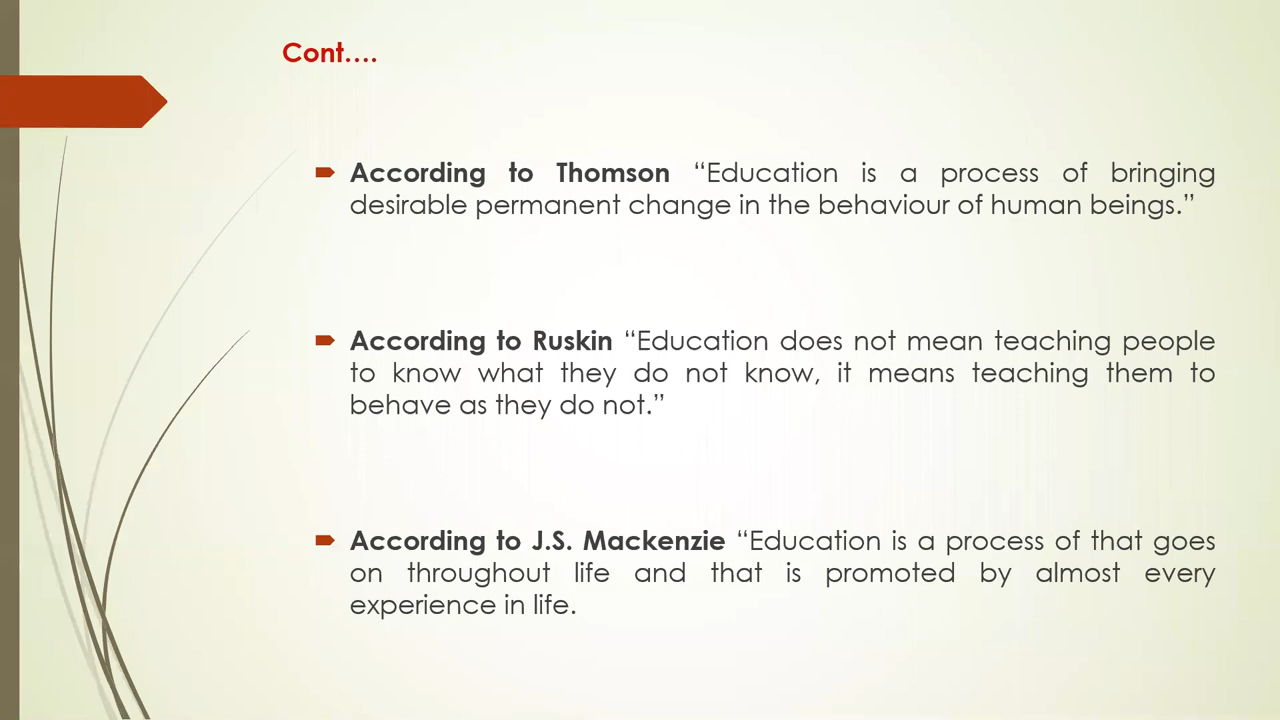 Cont....
According to Thomson “Education is a process of bringing
desirable permanent change in the behaviour of human beings.”
According to Ruskin “Education does not mean teaching people
to know what they do not know, it means teaching them to
behave as they do not.”
According to J.S. Mackenzie “Education is a process of that goes
on throughout life and that is promoted by almost every
experience in life.